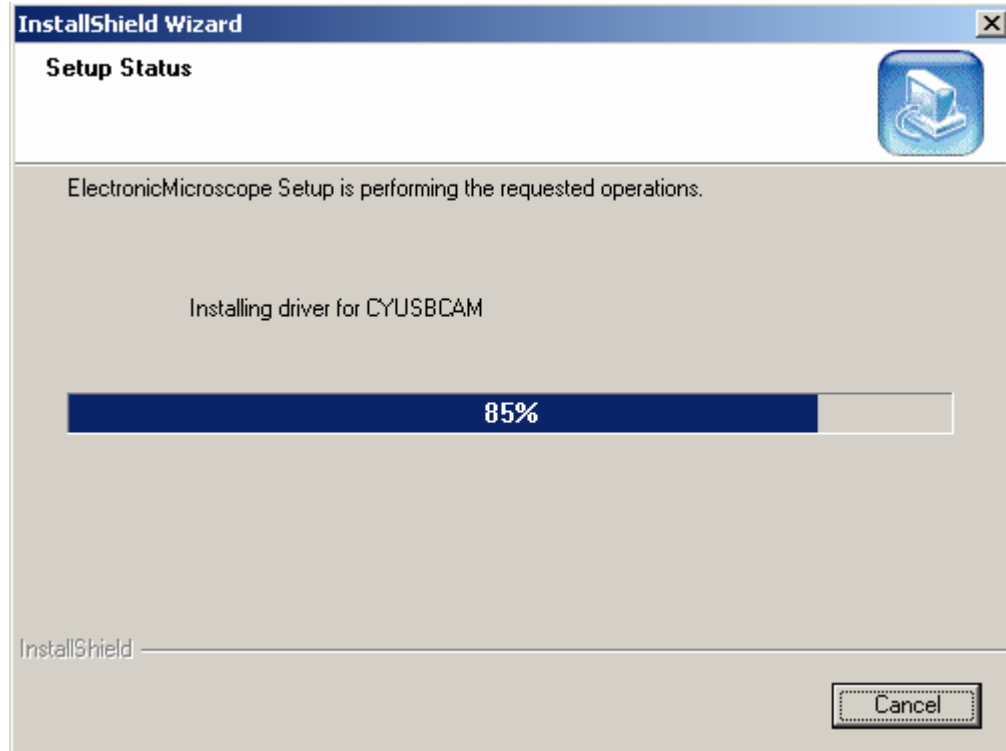 InstallShield Wizard
Setup Status
ElectronicMicroscope Setup is performing the requested operations.
Installing driver for CYUSBCAM
85%
InstallShield
Cancel